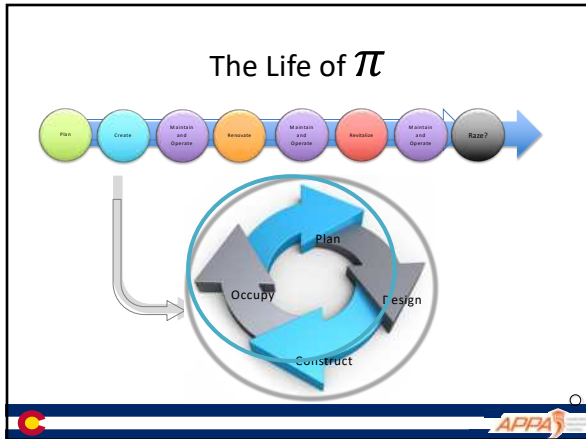 The Life of π
Plan
Create
Maintain
and
Operate
Renovate
Maintain
and
Operate
Revitalize
Maintain
and
Operate
Raze?
Plan
Occupy
Design
Construct
APPA